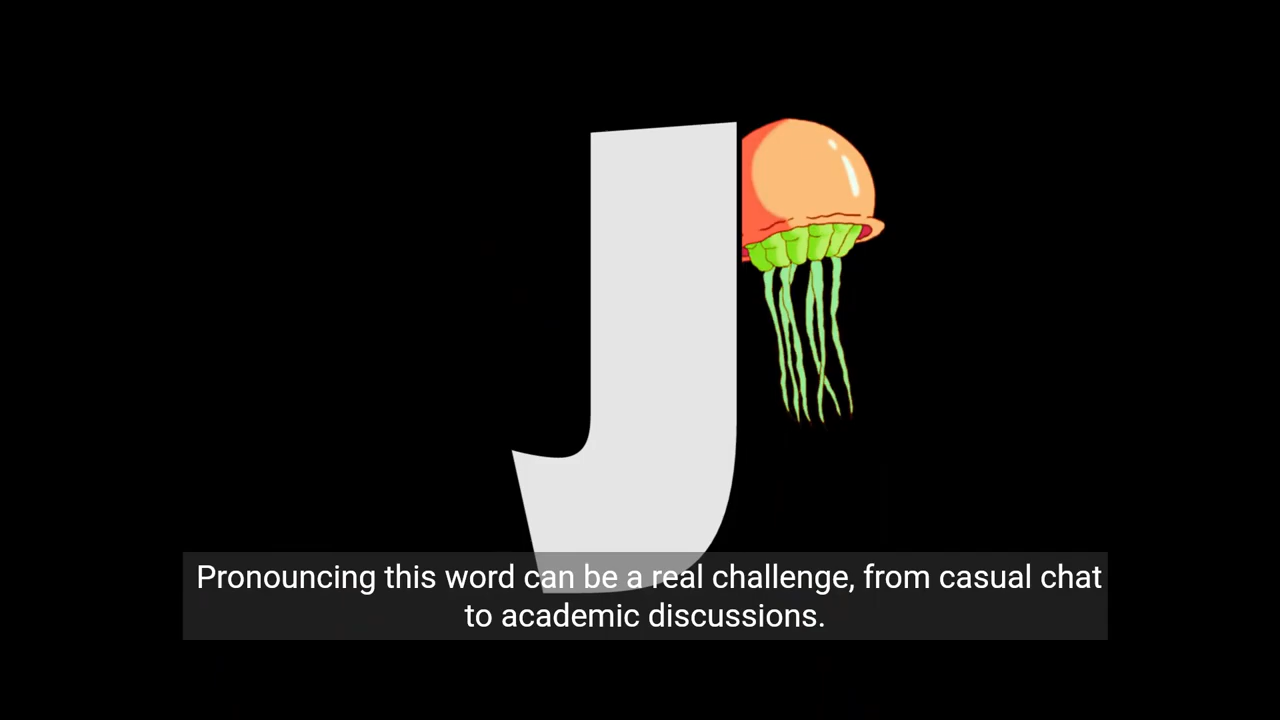 J
Pronouncing this word can be a real challenge, from casual chat
to academic discussions.